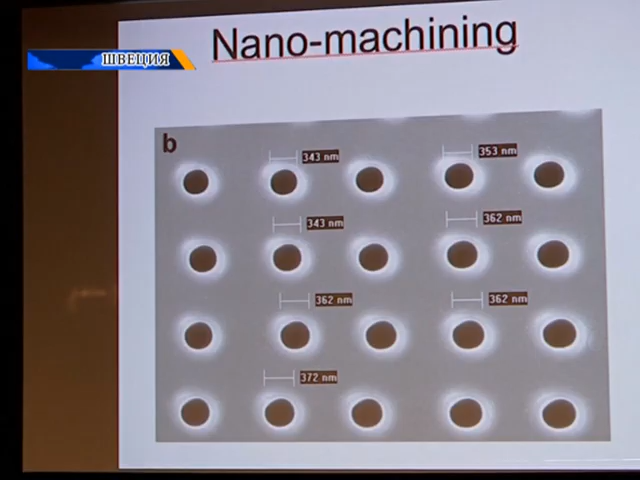 ШВЕЦИЯ
Nano-machining
b
343 nm
353 nm
343 nm
362 nm
362 nm
362 nm
372 nm